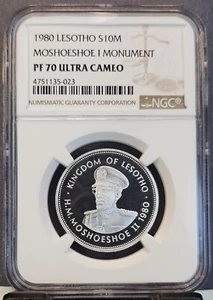 1980 LESOTHO S10M
MOSHOESHOE I MONUMENT
PF 70 ULTRA CAMEO
4751135-023
NUMISMATIC GUARANTY CORPORATION
NGC
KINGDOM OF LESOTHO
H.M. MOSHOESHOE II 1980